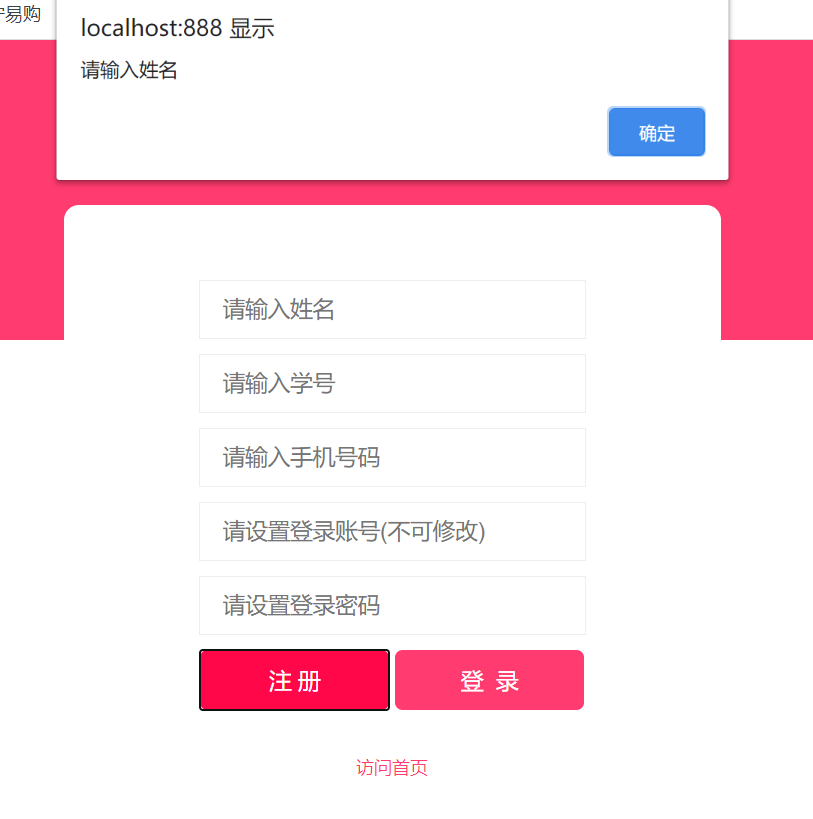 易购
localhost:888 显示
请输入姓名
确定
请输入姓名
请输入学号
请输入手机号码
请设置登录账号(不可修改)
请设置登录密码
注 册 登 录
访问首页